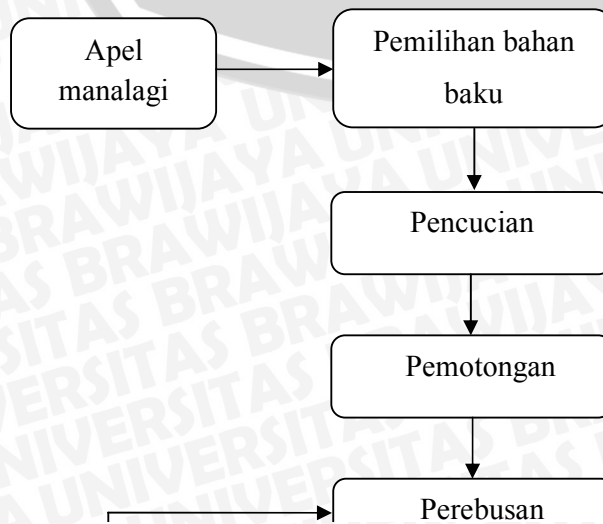 Apel
manalagi
Pemilihan bahan
baku
Pencucian
Pemotongan
Perebusan